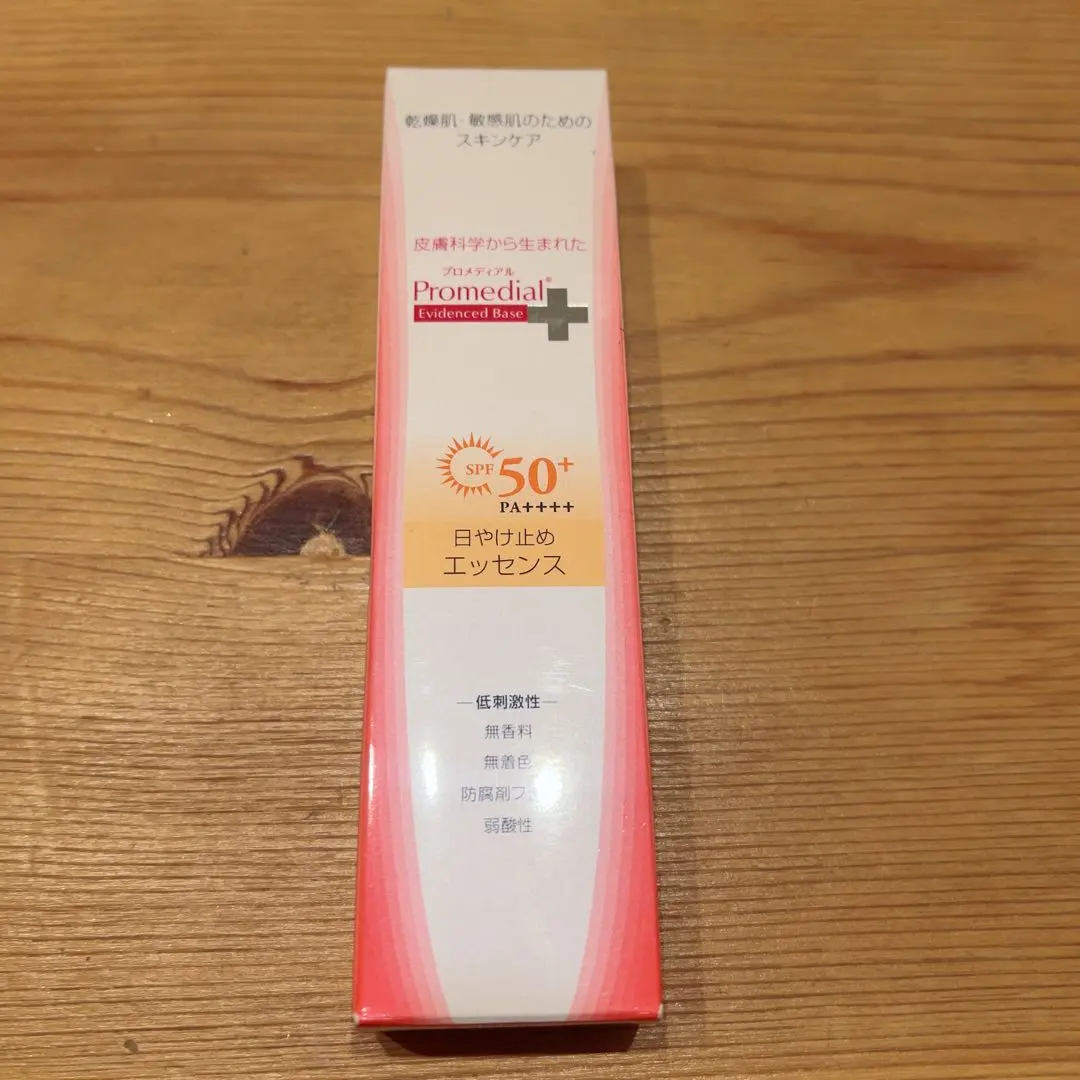 乾燥肌・敏感肌のための
スキンケア
皮膚科学から生まれた
プロメディアル
Promedial®
Evidenced Base
SPF 50+
PA++++
日やけ止め
エッセンス
—低刺激性—
無香料
無着色
弱酸性